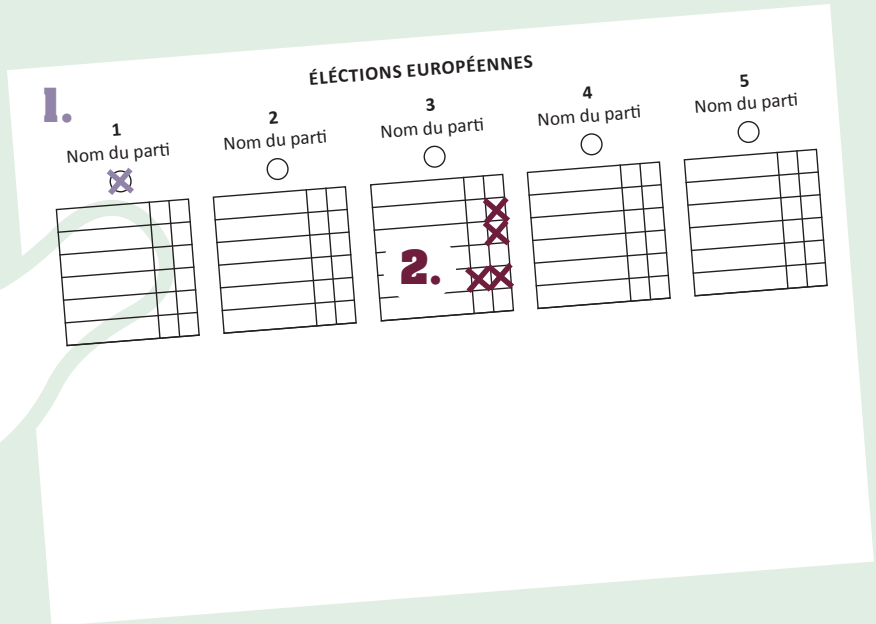 ÉLÉCTIONS EUROPÉENNES
1.
1
Nom du parti
2
Nom du parti
3
Nom du parti
4
Nom du parti
5
Nom du parti
2.